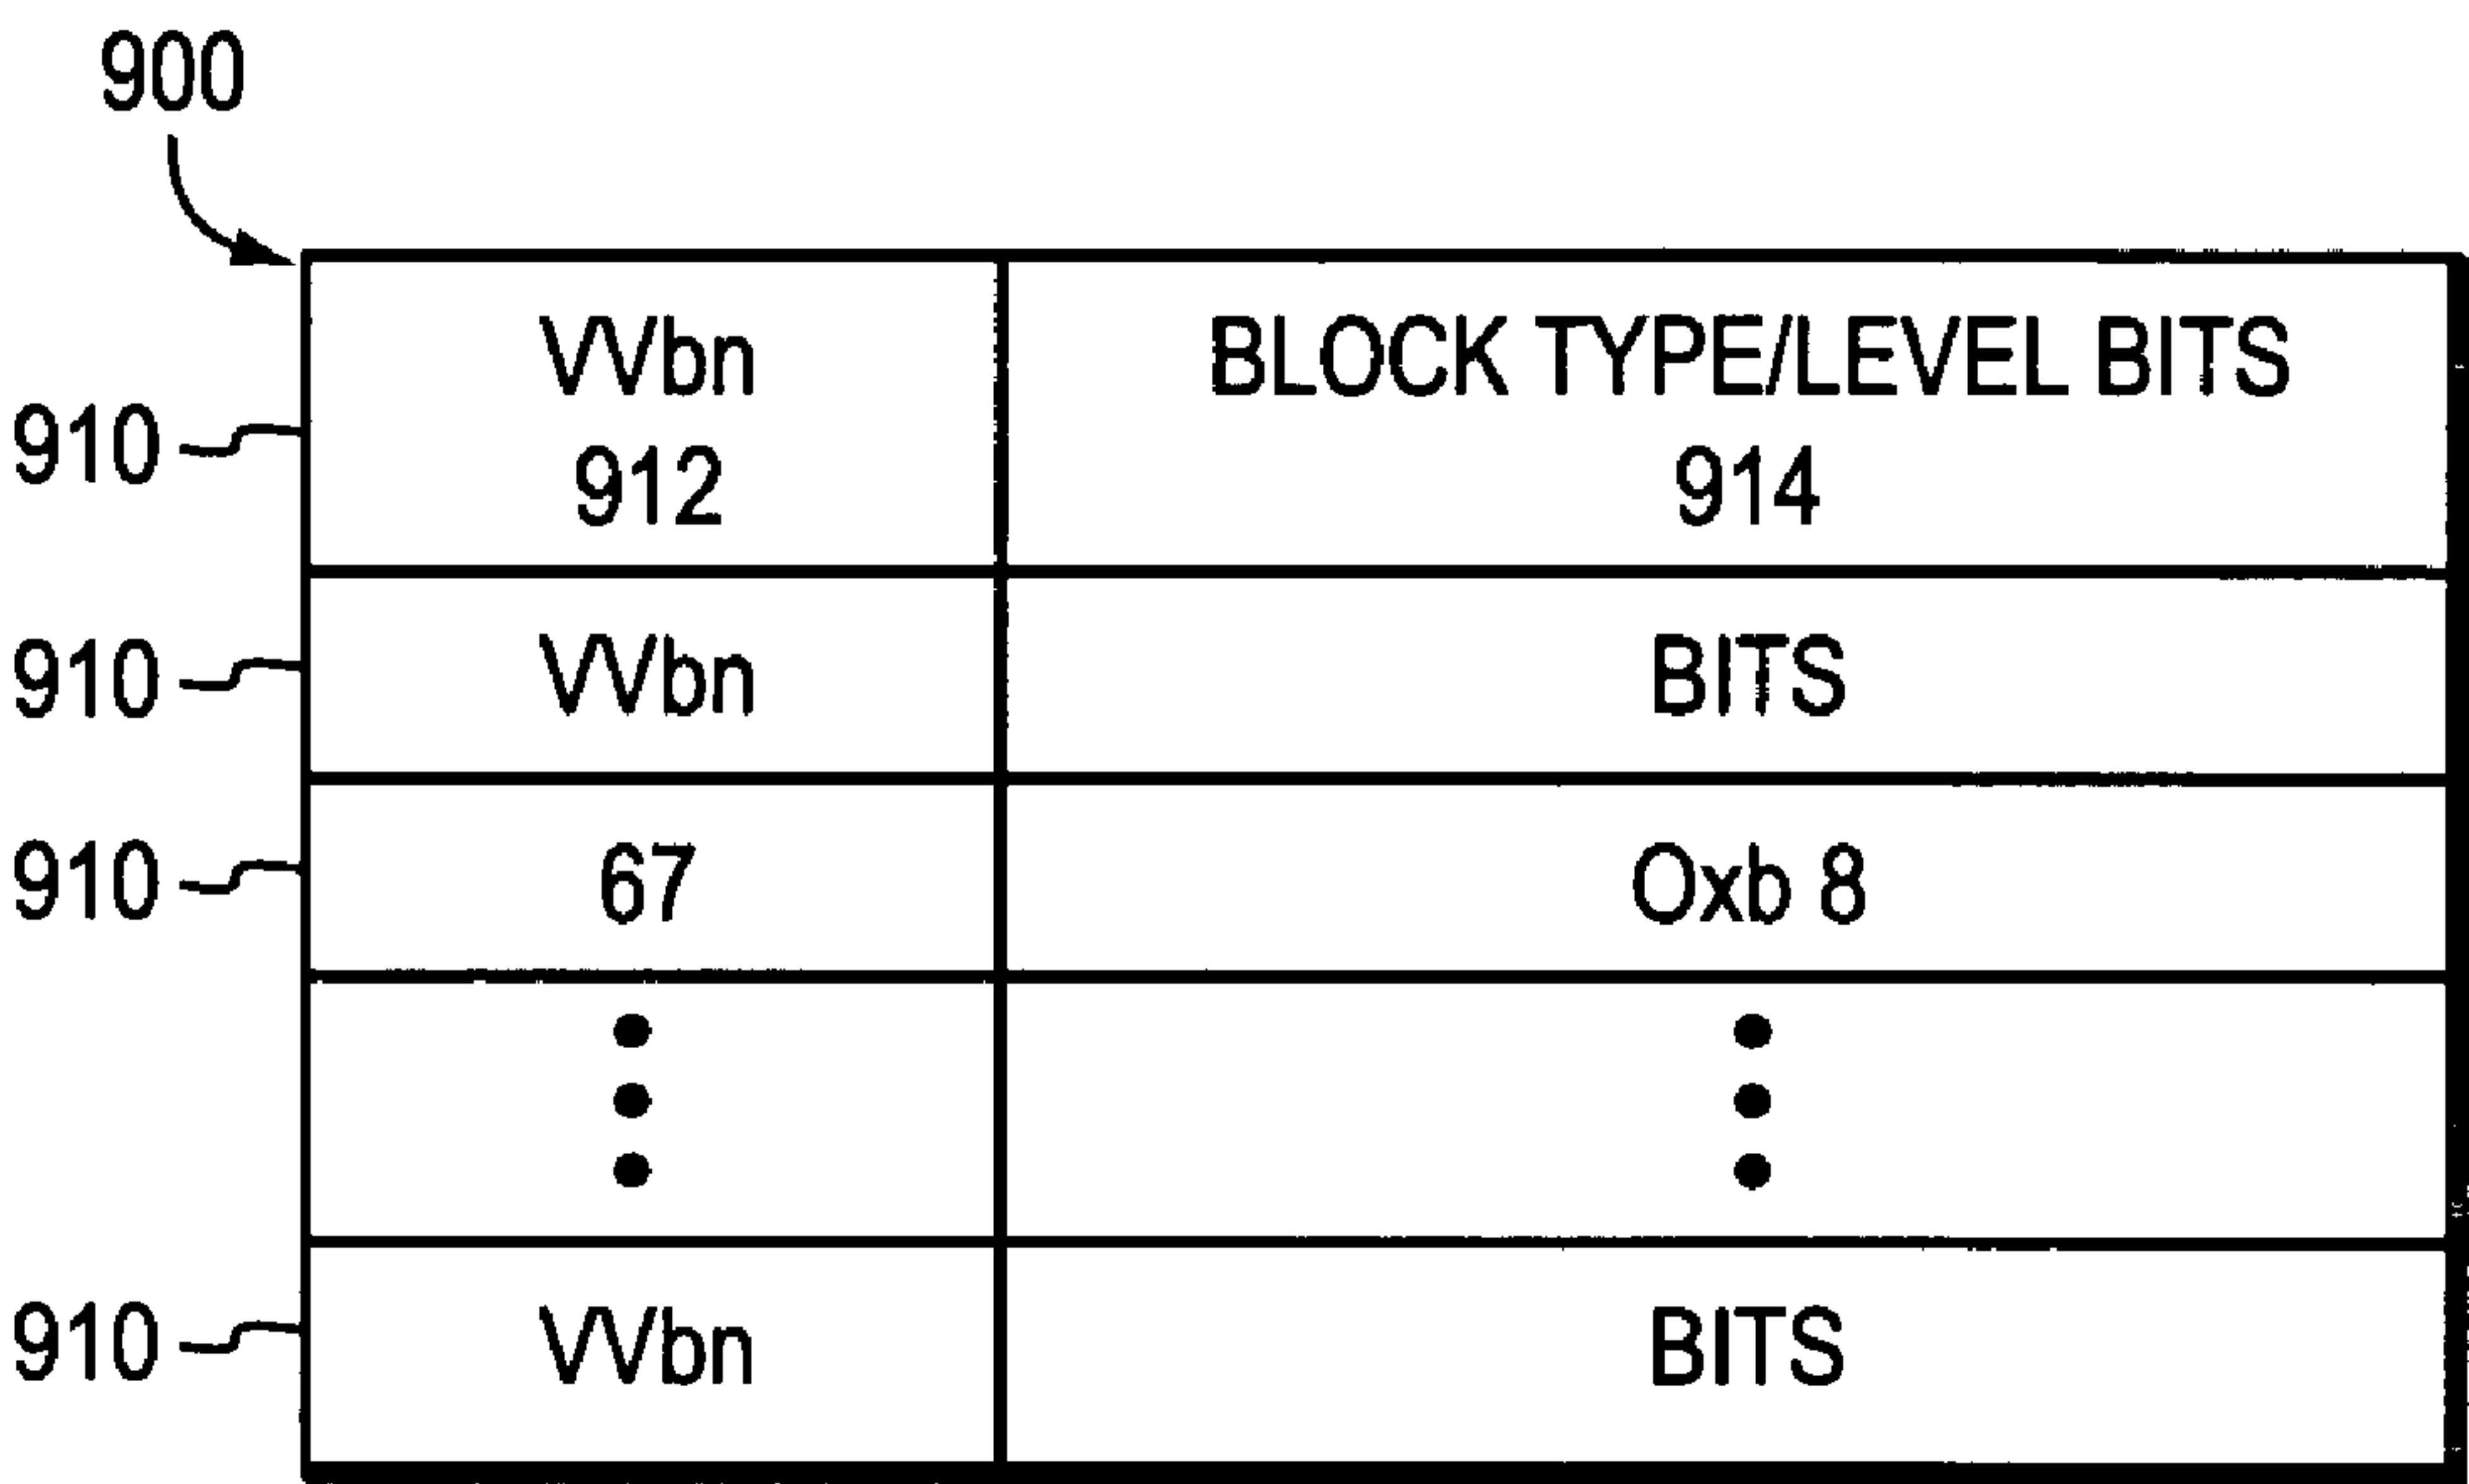 900
VVbn BLOCK TYPE/LEVEL BITS
910
912 914
910 VVbn BITS
910 67 Oxb 8
910 VVbn BITS